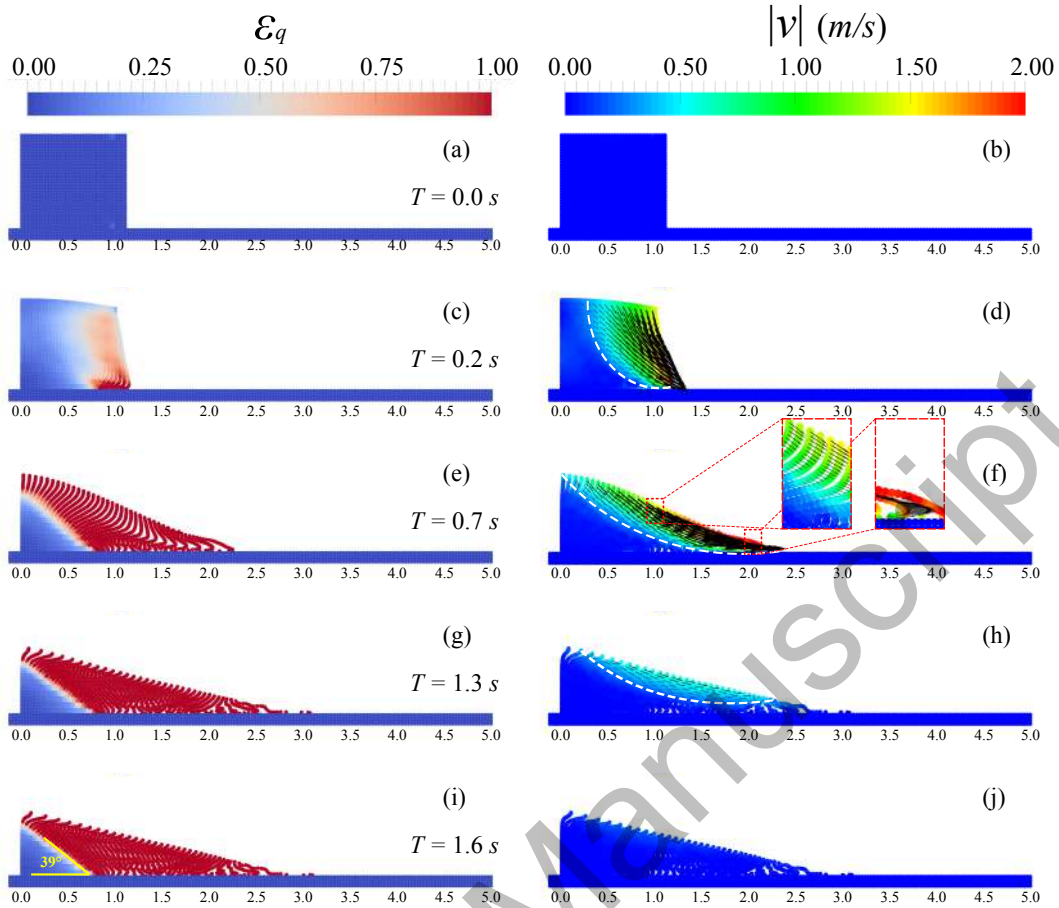 εq
|v| (m/s)
0.00 0.25 0.50 0.75 1.00
0.00 0.50 1.00 1.50 2.00
(a)
(b)
T = 0.0 s
0.0 0.5 1.0 1.5 2.0 2.5 3.0 3.5 4.0 4.5 5.0
0.0 0.5 1.0 1.5 2.0 2.5 3.0 3.5 4.0 4.5 5.0
(c)
(d)
T = 0.2 s
0.0 0.5 1.0 1.5 2.0 2.5 3.0 3.5 4.0 4.5 5.0
0.0 0.5 1.0 1.5 2.0 2.5 3.0 3.5 4.0 4.5 5.0
(e)
(f)
T = 0.7 s
0.0 0.5 1.0 1.5 2.0 2.5 3.0 3.5 4.0 4.5 5.0
0.0 0.5 1.0 1.5 2.0 2.5 3.0 3.5 4.0 4.5 5.0
(g)
(h)
T = 1.3 s
0.0 0.5 1.0 1.5 2.0 2.5 3.0 3.5 4.0 4.5 5.0
0.0 0.5 1.0 1.5 2.0 2.5 3.0 3.5 4.0 4.5 5.0
(i)
(j)
T = 1.6 s
39°
0.0 0.5 1.0 1.5 2.0 2.5 3.0 3.5 4.0 4.5 5.0
0.0 0.5 1.0 1.5 2.0 2.5 3.0 3.5 4.0 4.5 5.0
Manuscript